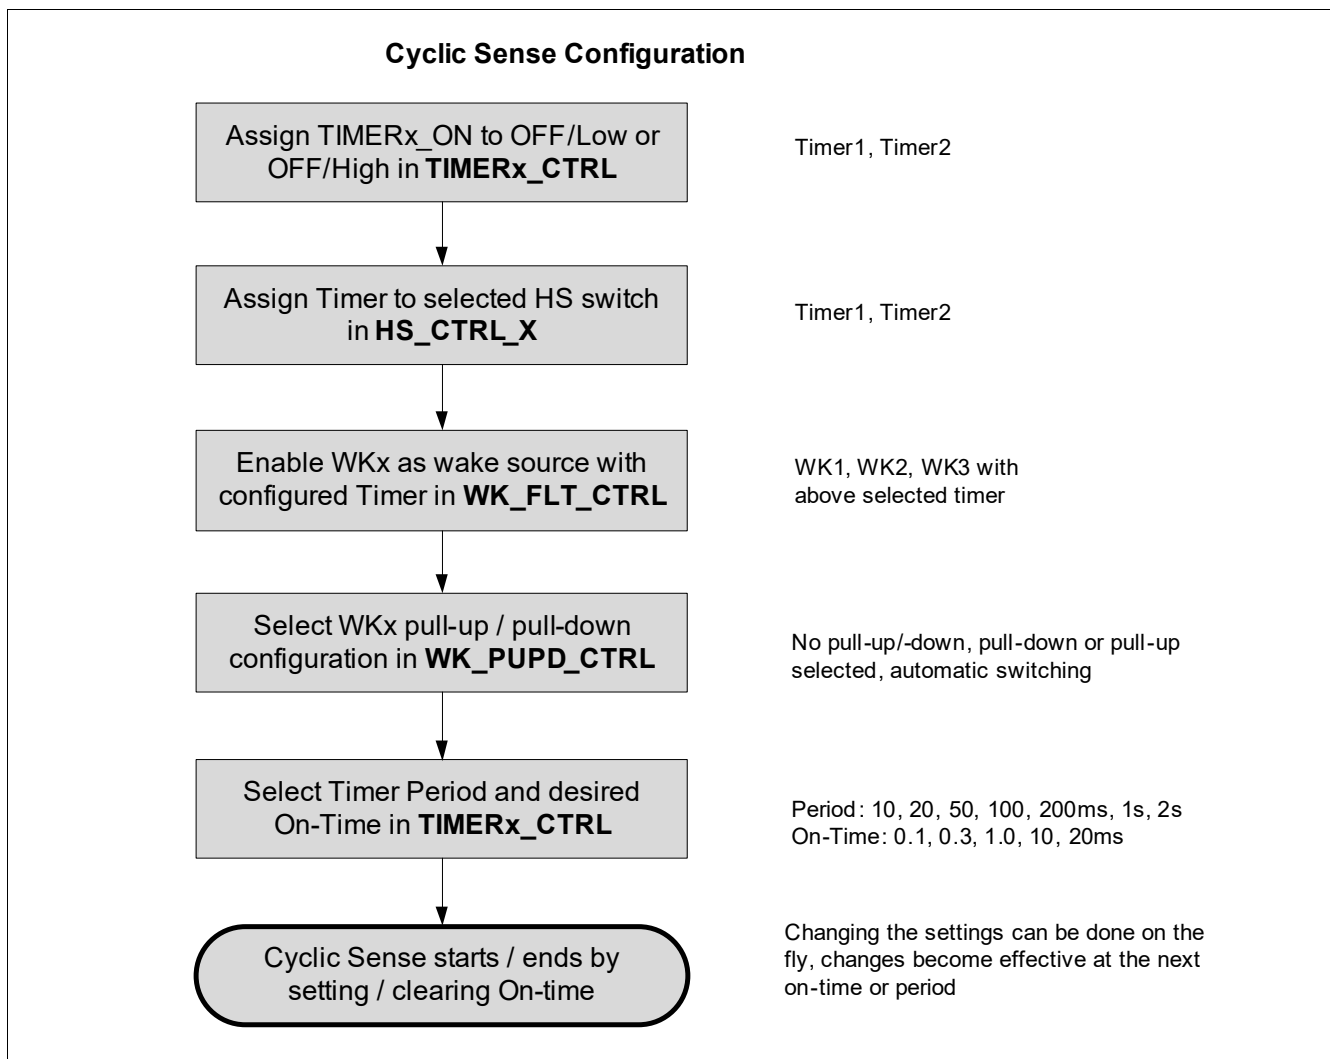 Cyclic Sense Configuration
Assign TIMERx_ON to OFF/Low or
OFF/High in TIMERx_CTRL
Timer1, Timer2
Assign Timer to selected HS switch
in HS_CTRL_X
Timer1, Timer2
Enable WKx as wake source with
configured Timer in WK_FLT_CTRL
WK1, WK2, WK3 with
above selected timer
Select WKx pull-up / pull-down
configuration in WK_PUPD_CTRL
No pull-up/-down, pull-down or pull-up
selected, automatic switching
Select Timer Period and desired
On-Time in TIMERx_CTRL
Period: 10, 20, 50, 100, 200ms, 1s, 2s
On-Time: 0.1, 0.3, 1.0, 10, 20ms
Cyclic Sense starts / ends by
setting / clearing On-time
Changing the settings can be done on the
fly, changes become effective at the next
on-time or period